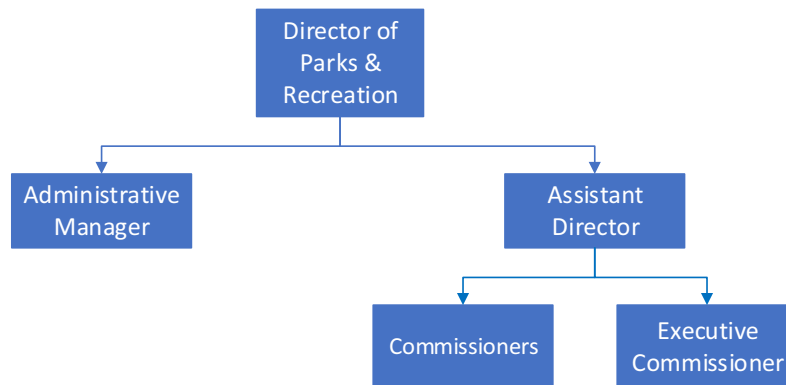 Director of
Parks &
Recreation
Administrative
Manager
Assistant
Director
Commissioners
Executive
Commissioner